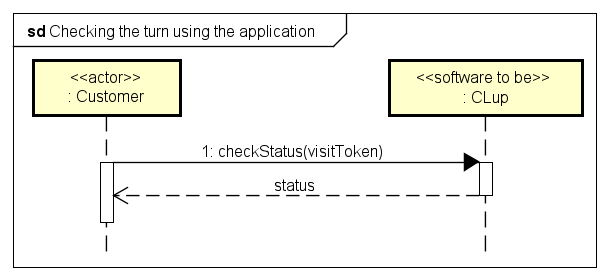 sd Checking the turn using the application
<<actor>>
: Customer
<<software to be>>
: CLup
1: checkStatus(visitToken)
status